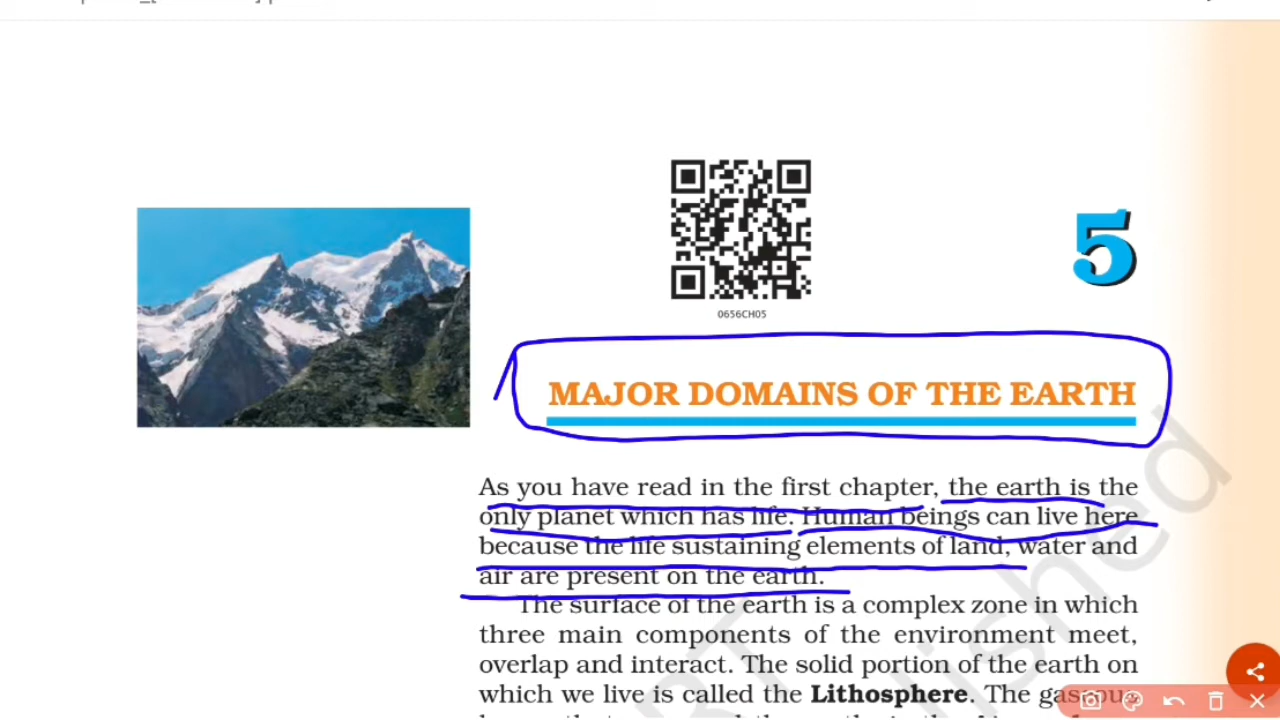 0656CH05
5
MAJOR DOMAINS OF THE EARTH
As you have read in the first chapter, the earth is the
only planet which has life. Human beings can live here
because the life sustaining elements of land, water and
air are present on the earth.
The surface of the earth is a complex zone in which
three main components of the environment meet,
overlap and interact. The solid portion of the earth on
which we live is called the Lithosphere. The gaseous